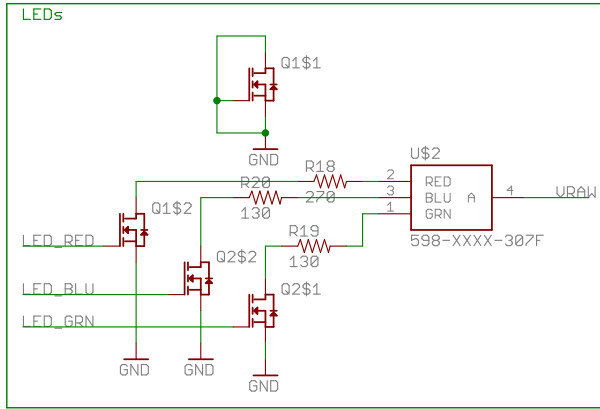 LEDs
Q1$1
GND
U$2
R18
2
RED
270
R20
3
BLU
A
4
VRAW
130
1
GRN
Q1$2
R19
598-XXXX-307F
LED_RED
130
Q2$2
LED_BLU
Q2$1
LED_GRN
GND
GND
GND